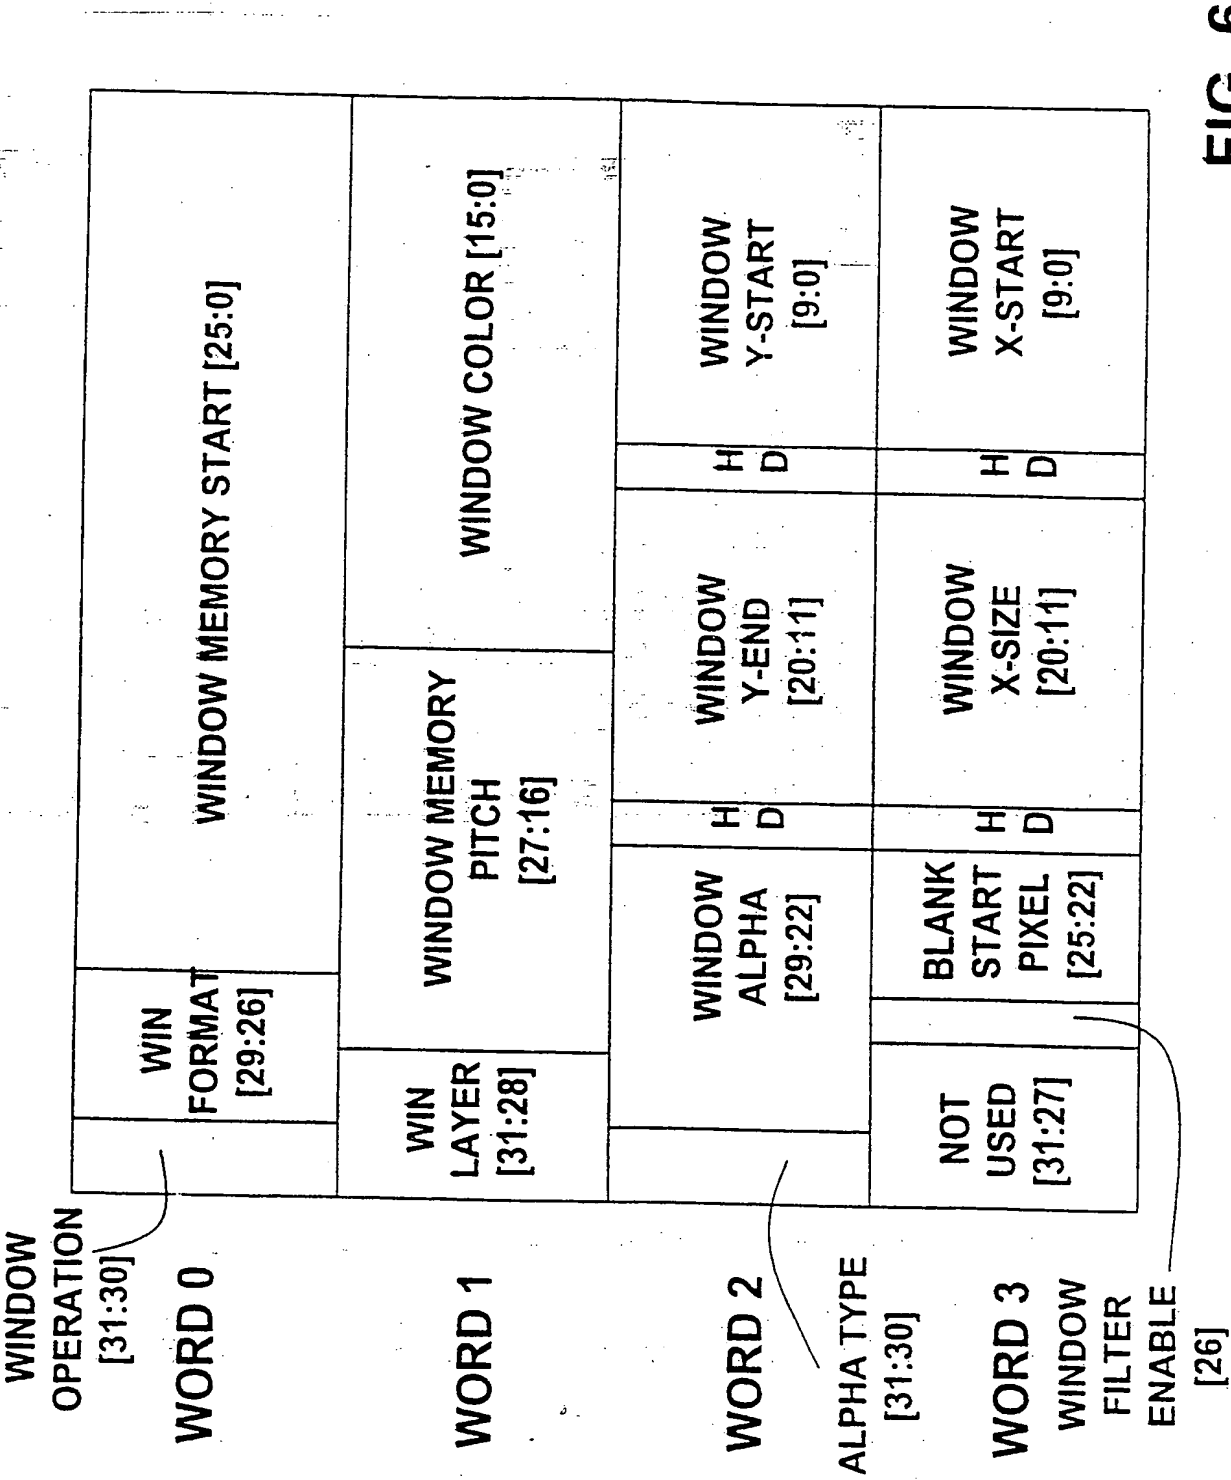 WINDOW
OPERATION
[31:30]
WORD 0
WIN
FORMAT
[29:26]
WINDOW MEMORY START [25:0]
WORD 1
WIN
LAYER
[31:28]
WINDOW MEMORY
PITCH
[27:16]
WINDOW COLOR [15:0]
WORD 2
ALPHA TYPE
[31:30]
WINDOW
ALPHA
[29:22]
H
D
WINDOW
Y-END
[20:11]
H
D
WINDOW
Y-START
[9:0]
WORD 3
WINDOW
FILTER
ENABLE
[26]
NOT
USED
[31:27]
BLANK
START
PIXEL
[25:22]
H
D
WINDOW
X-SIZE
[20:11]
H
D
WINDOW
X-START
[9:0]
FIG 6